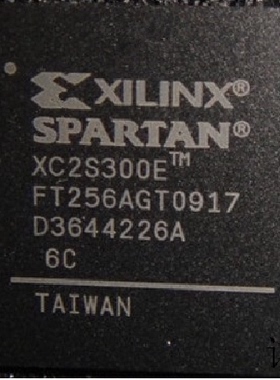 XILINX®
SPARTAN®
XC2S300E™
FT256AGT0917
D3644226A
6C
TAIWAN